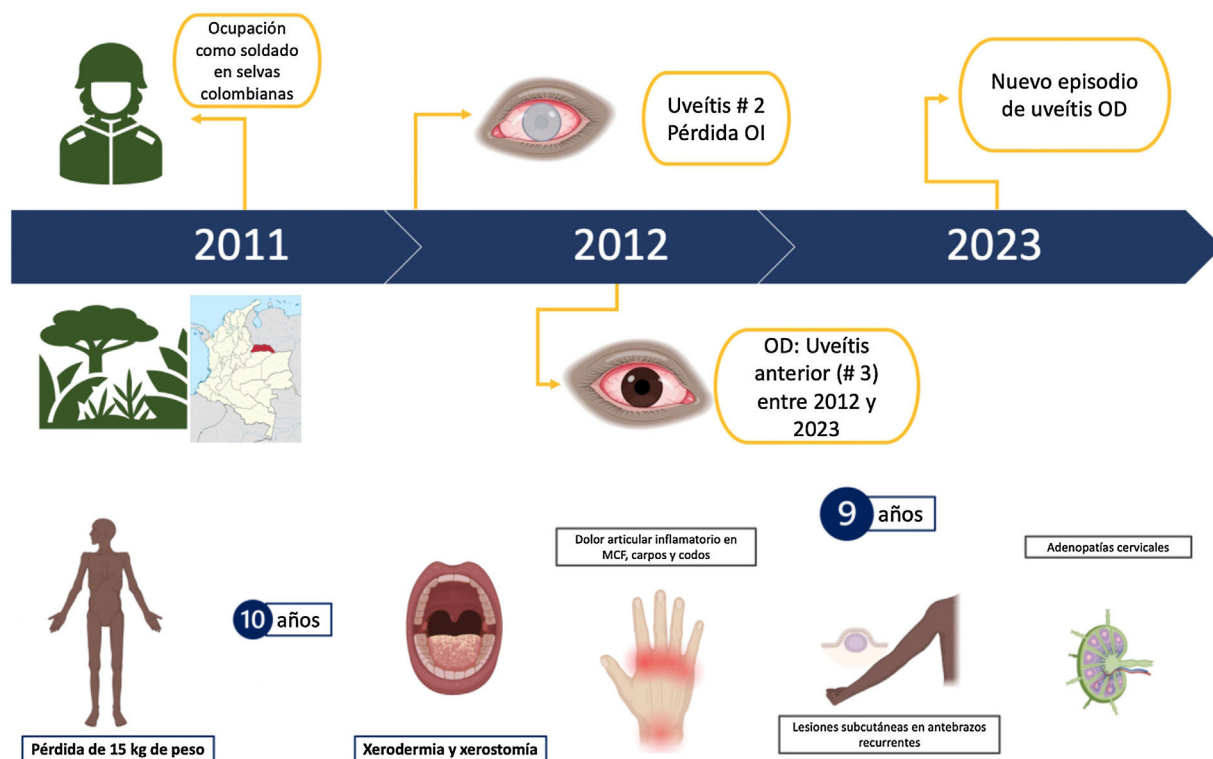 Ocupación
como soldado
en selvas
colombianas
Uveítis # 2
Pérdida OI
Nuevo episodio
de uveítis OD
2011
2012
2023
OD: Uveítis
anterior (# 3)
entre 2012 y
2023
Pérdida de 15 kg de peso
10 años
Xerodermia y xerostomía
Dolor articular inflamatorio en
MCF, carpos y codos
9 años
Lesiones subcutáneas en antebrazos
recurrentes
Adenopatías cervicales